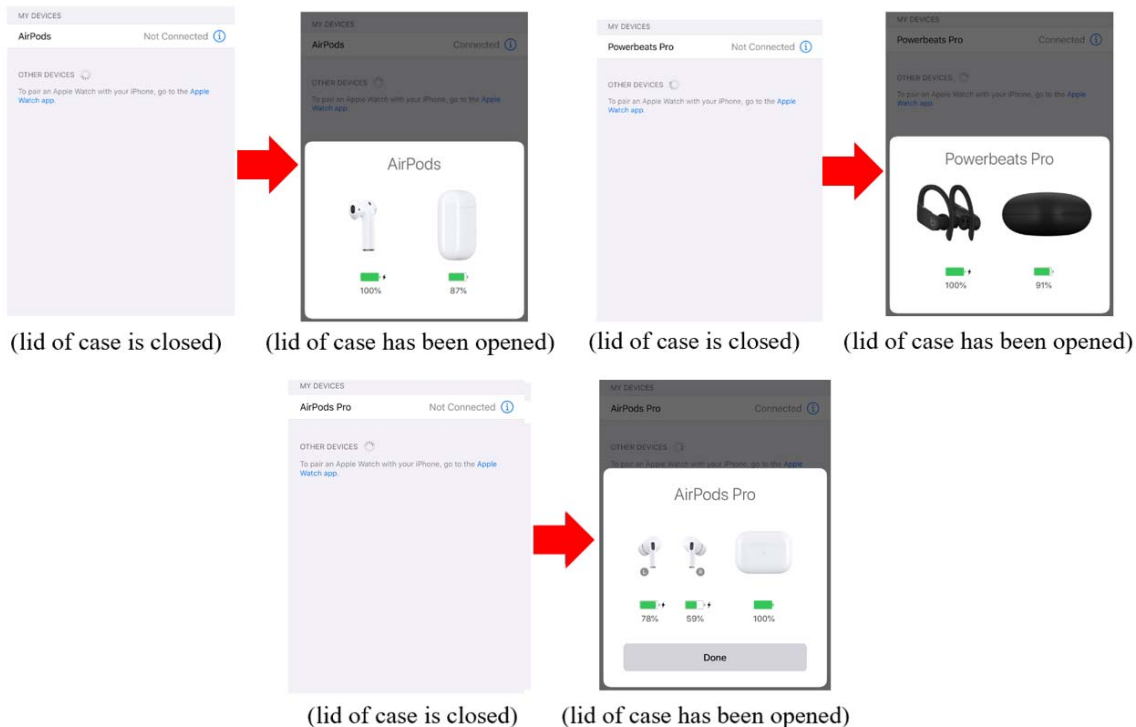 MY DEVICES
AirPods Not Connected
OTHER DEVICES
To pair an Apple Watch with your iPhone, go to the Apple
Watch app.
(lid of case is closed)
MY DEVICES
AirPods Connected
OTHER DEVICES
To pair an Apple Watch with your iPhone, go to the Apple
Watch app.
AirPods
100% 87%
(lid of case has been opened)
MY DEVICES
Powerbeats Pro Not Connected
OTHER DEVICES
To pair an Apple Watch with your iPhone, go to the Apple
Watch app.
(lid of case is closed)
MY DEVICES
Powerbeats Pro Connected
OTHER DEVICES
To pair an Apple Watch with your iPhone, go to the Apple
Watch app.
Powerbeats Pro
100% 91%
(lid of case has been opened)
MY DEVICES
AirPods Pro Not Connected
OTHER DEVICES
To pair an Apple Watch with your iPhone, go to the Apple
Watch app.
(lid of case is closed)
MY DEVICES
AirPods Pro Connected
OTHER DEVICES
To pair an Apple Watch with your iPhone, go to the Apple
AirPods Pro
L R
78% 59% 100%
Done
(lid of case has been opened)